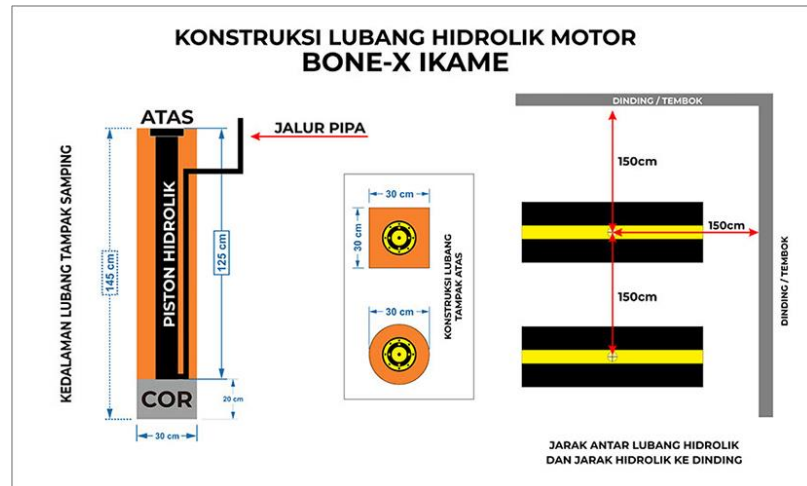 KONSTRUKSI LUBANG HIDROLIK MOTOR
BONE-X IKAME
KEDALAMAN LUBANG TAMPAK SAMPING
ATAS
JALUR PIPA
PISTON HIDROLIK
145 cm
125 cm
COR
20 cm
30 cm
30 cm
30 cm
30 cm
KONSTRUKSI LUBANG
TAMPAK ATAS
DINDING / TEMBOK
150cm
150cm
150cm
DINDING / TEMBOK
JARAK ANTAR LUBANG HIDROLIK
DAN JARAK HIDROLIK KE DINDING